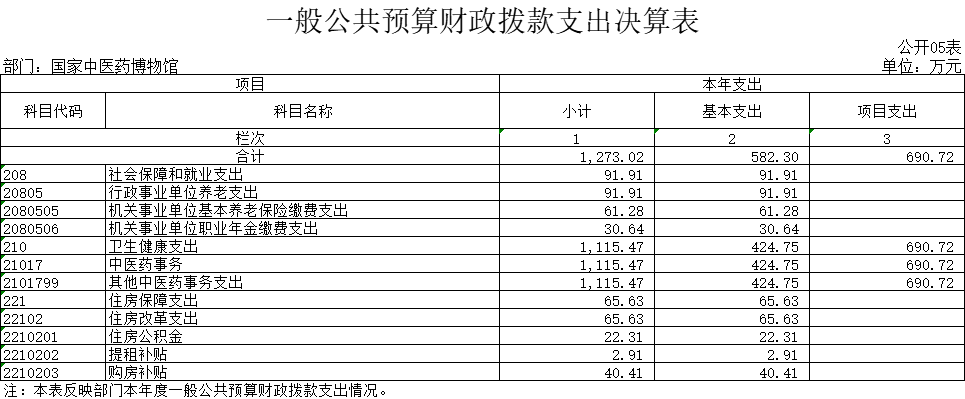 一般公共预算财政拨款支出决算表
公开05表
部门：国家中医药博物馆 单位：万元
项目 本年支出
科目代码 科目名称 小计 基本支出 项目支出
栏次 1 2 3
合计 1,273.02 582.30 690.72
208 社会保障和就业支出 91.91 91.91
20805 行政事业单位养老支出 91.91 91.91
2080505 机关事业单位基本养老保险缴费支出 61.28 61.28
2080506 机关事业单位职业年金缴费支出 30.64 30.64
210 卫生健康支出 1,115.47 424.75 690.72
21017 中医药事务 1,115.47 424.75 690.72
2101799 其他中医药事务支出 1,115.47 424.75 690.72
221 住房保障支出 65.63 65.63
22102 住房改革支出 65.63 65.63
2210201 住房公积金 22.31 22.31
2210202 提租补贴 2.91 2.91
2210203 购房补贴 40.41 40.41
注：本表反映部门本年度一般公共预算财政拨款支出情况。